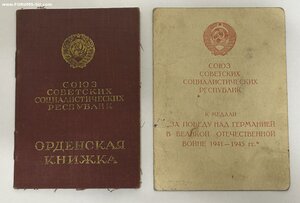 СОЮЗ
СОВЕТСКИХ
СОЦИАЛИСТИЧЕСКИХ
РЕСПУБЛИК
ОРДЕНСКАЯ
КНИЖКА
СОЮЗ
СОВЕТСКИХ
СОЦИАЛИСТИЧЕСКИХ
РЕСПУБЛИК
К МЕДАЛИ
„ЗА ПОБЕДУ НАД ГЕРМАНИЕЙ
В ВЕЛИКОЙ ОТЕЧЕСТВЕННОЙ
ВОЙНЕ 1941—1945 гг.“